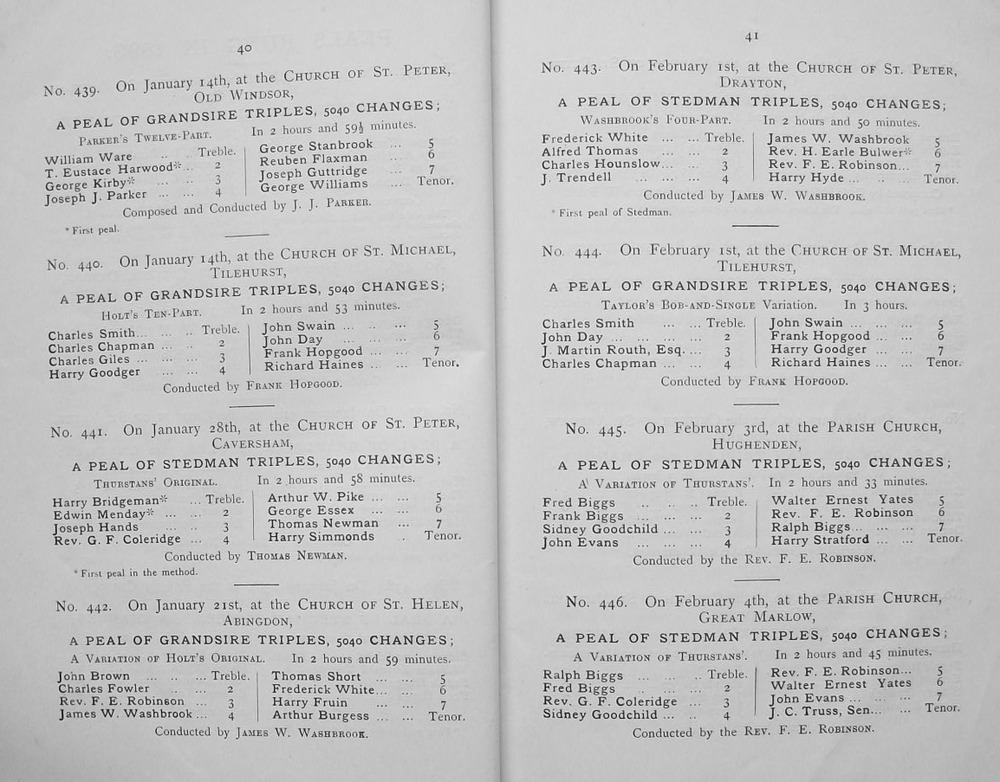 40
No. 439. On January 14th, at the CHURCH OF ST. PETER,
OLD WINDSOR,
A PEAL OF GRANDSIRE TRIPLES, 5040 CHANGES;
PARKER'S TWELVE-PART. In 2 hours and 59½ minutes.
William Ware ... Treble. George Stanbrook ... 5
T. Eustace Harwood*... 2 Reuben Flaxman ... 6
George Kirby* ... 3 Joseph Guttridge ... 7
Joseph J. Parker ... ... 4 George Williams ... Tenor.
Composed and Conducted by J. J. PARKER.
* First peal.
No. 440. On January 14th, at the CHURCH OF ST. MICHAEL,
TILEHURST,
A PEAL OF GRANDSIRE TRIPLES, 5040 CHANGES;
HOLT'S TEN-PART. In 2 hours and 53 minutes.
Charles Smith... ... ... Treble. John Swain ... ... ... 5
Charles Chapman ... ... 2 John Day ... ... ... 6
Charles Giles ... ... 3 Frank Hopgood ... ... 7
Harry Goodger ... ... 4 Richard Haines ... ... Tenor.
Conducted by FRANK HOPGOOD.
No. 441. On January 28th, at the CHURCH OF ST. PETER,
CAVERSHAM,
A PEAL OF STEDMAN TRIPLES, 5040 CHANGES;
THURSTANS' ORIGINAL. In 2 hours and 58 minutes.
Harry Bridgeman* ... Treble. Arthur W. Pike ... ... 5
Edwin Menday* ... ... 2 George Essex ... ... 6
Joseph Hands ... ... 3 Thomas Newman ... 7
Rev. G. F. Coleridge ... 4 Harry Simmonds . Tenor.
Conducted by THOMAS NEWMAN.
* First peal in the method.
No. 442. On January 21st, at the CHURCH OF ST. HELEN,
ABINGDON,
A PEAL OF GRANDSIRE TRIPLES, 5040 CHANGES;
A VARIATION OF HOLT'S ORIGINAL. In 2 hours and 59 minutes.
John Brown ... ... ... Treble. Thomas Short ... ... 5
Charles Fowler ... ... 2 Frederick White... ... 6
Rev. F. E. Robinson ... 3 Harry Fruin ... ... 7
James W. Washbrook ... 4 Arthur Burgess ... ... Tenor.
Conducted by JAMES W. WASHBROOK.
41
No. 443. On February 1st, at the CHURCH OF ST. PETER,
DRAYTON,
A PEAL OF STEDMAN TRIPLES, 5040 CHANGES;
WASHBROOK'S FOUR-PART. In 2 hours and 50 minutes.
Frederick White ... ... Treble. James W. Washbrook 5
Alfred Thomas ... ... 2 Rev. H. Earle Bulwer* 6
Charles Hounslow... ... 3 Rev. F. E. Robinson... 7
J. Trendell ... ... ... 4 Harry Hyde ... ... Tenor.
Conducted by JAMES W. WASHBROOK.
* First peal of Stedman.
No. 444. On February 1st, at the CHURCH OF ST. MICHAEL,
TILEHURST,
A PEAL OF GRANDSIRE TRIPLES, 5040 CHANGES;
TAYLOR'S BOB-AND-SINGLE Variation. In 3 hours.
Charles Smith ... ... Treble. John Swain ... ... ... 5
John Day ... ... ... 2 Frank Hopgood ... ... 6
J. Martin Routh, Esq. ... 3 Harry Goodger ... ... 7
Charles Chapman ... ... 4 Richard Haines ... ... Tenor.
Conducted by FRANK HOPGOOD.
No. 445. On February 3rd, at the PARISH CHURCH,
HUGHENDEN,
A PEAL OF STEDMAN TRIPLES, 5040 CHANGES;
A VARIATION OF THURSTANS'. In 2 hours and 33 minutes.
Fred Biggs ... ... ... Treble. Walter Ernest Yates 5
Frank Biggs ... ... ... 2 Rev. F. E. Robinson 6
Sidney Goodchild ... ... 3 Ralph Biggs... ... ... 7
John Evans ... ... ... 4 Harry Stratford ... ... Tenor.
Conducted by the REV. F. E. ROBINSON.
No. 446. On February 4th, at the PARISH CHURCH,
GREAT MARLOW,
A PEAL OF STEDMAN TRIPLES, 5040 CHANGES;
A VARIATION OF THURSTANS'. In 2 hours and 45 minutes.
Ralph Biggs ... ... ... Treble. Rev. F. E. Robinson... 5
Fred Biggs ... ... ... 2 Walter Ernest Yates 6
Rev. G. F. Coleridge ... 3 John Evans ... ... 7
Sidney Goodchild ... ... 4 J. C. Truss, Sen... ... Tenor.
Conducted by the REV. F. E. ROBINSON.